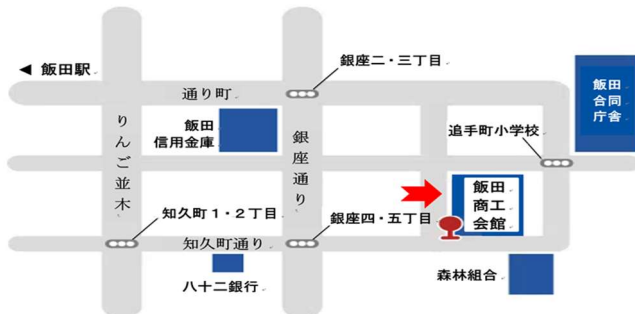 銀座二・三丁目
◀ 飯田駅
通り町
飯田
合同
庁舎
りんご並木
飯田
信用金庫
銀座通り
追手町小学校
飯田
商工
会館
知久町1・2丁目
銀座四・五丁目
知久町通り
八十二銀行
森林組合